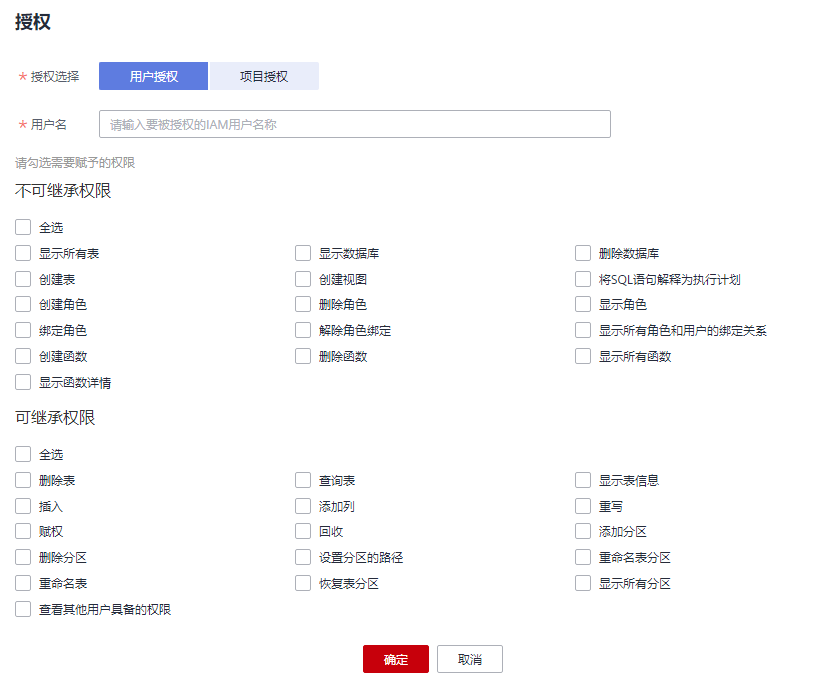 授权
* 授权选择 用户授权 项目授权
* 用户名 请输入要被授权的IAM用户名称
请勾选需要赋予的权限
不可继承权限
全选
显示所有表 显示数据库 删除数据库
创建表 创建视图 将SQL语句解释为执行计划
创建角色 删除角色 显示角色
绑定角色 解除角色绑定 显示所有角色和用户的绑定关系
创建函数 删除函数 显示所有函数
显示函数详情
可继承权限
全选
删除表 查询表 显示表信息
插入 添加列 重写
赋权 回收 添加分区
删除分区 设置分区的路径 重命名表分区
重命名表 恢复表分区 显示所有分区
查看其他用户具备的权限
确定 取消